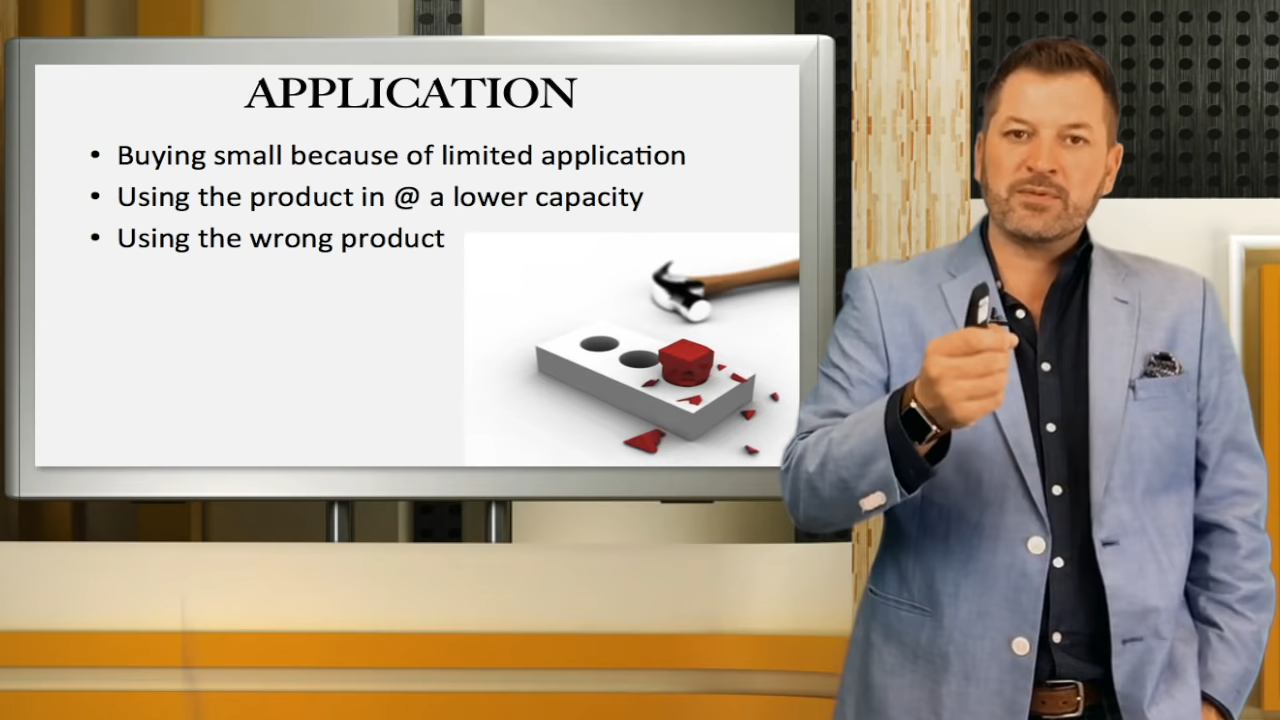 APPLICATION
• Buying small because of limited application
• Using the product in @ a lower capacity
• Using the wrong product